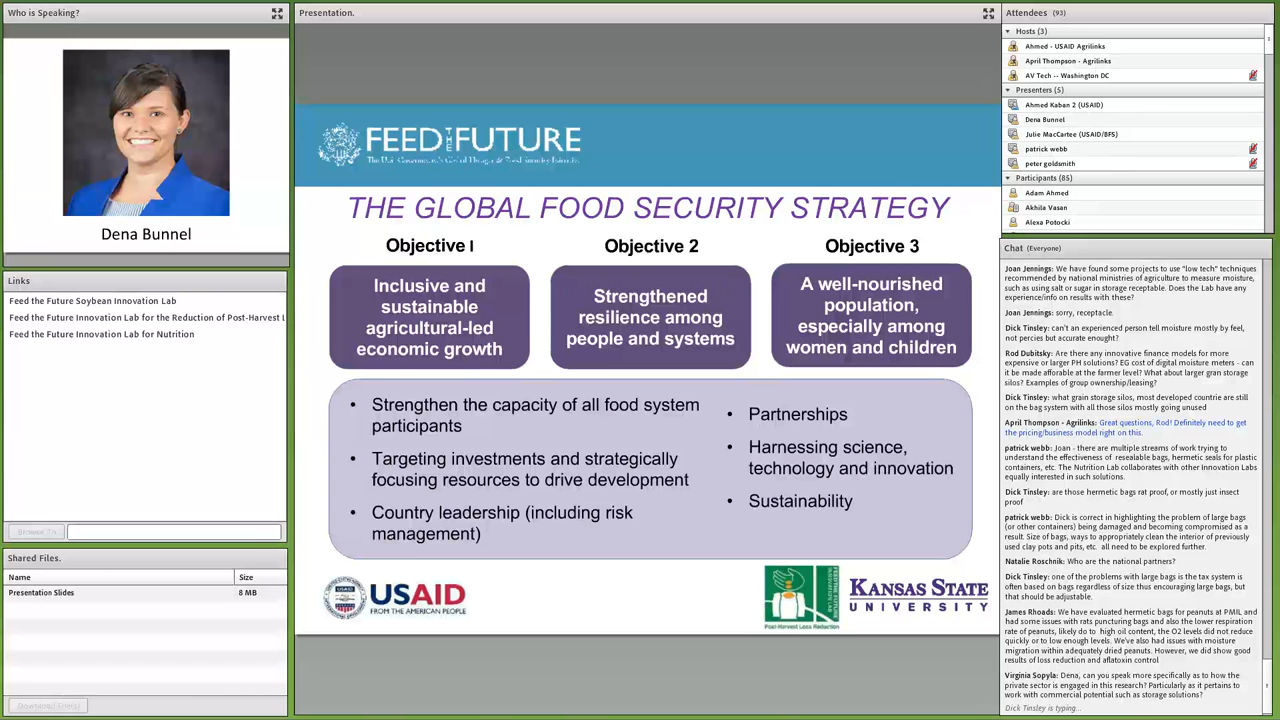 Who is Speaking?
Dena Bunnel
Links
Feed the Future Soybean Innovation Lab
Feed the Future Innovation Lab for the Reduction of Post-Harvest L
Feed the Future Innovation Lab for Nutrition
Browse To
Shared Files.
Name Size
Presentation Slides 8 MB
Download File(s)
Presentation.
FEED THE FUTURE
The U.S. Government's Global Hunger & Food Security Initiative
THE GLOBAL FOOD SECURITY STRATEGY
Objective 1
Inclusive and
sustainable
agricultural-led
economic growth
Objective 2
Strengthened
resilience among
people and systems
Objective 3
A well-nourished
population,
especially among
women and children
• Strengthen the capacity of all food system
participants
• Targeting investments and strategically
focusing resources to drive development
• Country leadership (including risk
management)
• Partnerships
• Harnessing science,
technology and innovation
• Sustainability
USAID
FROM THE AMERICAN PEOPLE
Post-Harvest Loss Reduction
KANSAS STATE
UNIVERSITY
Attendees (93)
Hosts (3)
Ahmed - USAID Agrilinks
April Thompson - Agrilinks
AV Tech -- Washington DC
Presenters (5)
Ahmed Kaban 2 (USAID)
Dena Bunnel
Julie MacCartee (USAID/BFS)
patrick webb
peter goldsmith
Participants (85)
Adam Ahmed
Akhila Vasan
Alexa Potocki
Chat (Everyone)
Joan Jennings: We have found some projects to use "low tech" techniques
recommended by national ministries of agriculture to measure moisture,
such as using salt or sugar in storage receptable. Does the Lab have any
experience/info on results with these?
Joan Jennings: sorry, receptacle.
Dick Tinsley: can't an experienced person tell moisture mostly by feel,
not percies but accurate enought?
Rod Dubitsky: Are there any innovative finance models for more
expensive or larger PH solutions? EG cost of digital moisture meters - can
it be made afforable at the farmer level? What about larger gran storage
silos? Examples of group ownership/leasing?
Dick Tinsley: what grain storage silos, most developed countrie are still
on the bag system with all those silos mostly going unused
April Thompson - Agrilinks: Great questions, Rod! Definitely need to get
the pricing/business model right on this.
patrick webb: Joan - there are multiple streams of work trying to
understand the effectiveness of resealable bags, hermetic seals for plastic
containers, etc. The Nutrition Lab collaborates with other Innovation Labs
equally interested in such solutions.
Dick Tinsley: are those hermetic bags rat proof, or mostly just insect
proof
patrick webb: Dick is correct in highlighting the problem of large bags
(or other containers) being damaged and becoming compromised as a
result. Size of bags, ways to appropriately clean the interior of previously
used clay pots and pits, etc. all need to be explored further.
Natalie Roschnik: Who are the national partners?
Dick Tinsley: one of the problems with large bags is the tax system is
often based on bags regardless of size thus encouraging large bags, but
that should be adjustable.
James Rhoads: We have evaluated hermetic bags for peanuts at PMIL and
had some issues with rats puncturing bags and also the lower respiration
rate of peanuts, likely do to high oil content, the O2 levels did not reduce
quickly or to low enough levels. We've also had issues with moisture
migration within adequately dried peanuts. However, we did show good
results of loss reduction and aflatoxin control
Virginia Sopyla: Dena, can you speak more specifically as to how the
private sector is engaged in this research? Particularly as it pertains to
work with commercial potential such as storage solutions?
Dick Tinsley is typing...